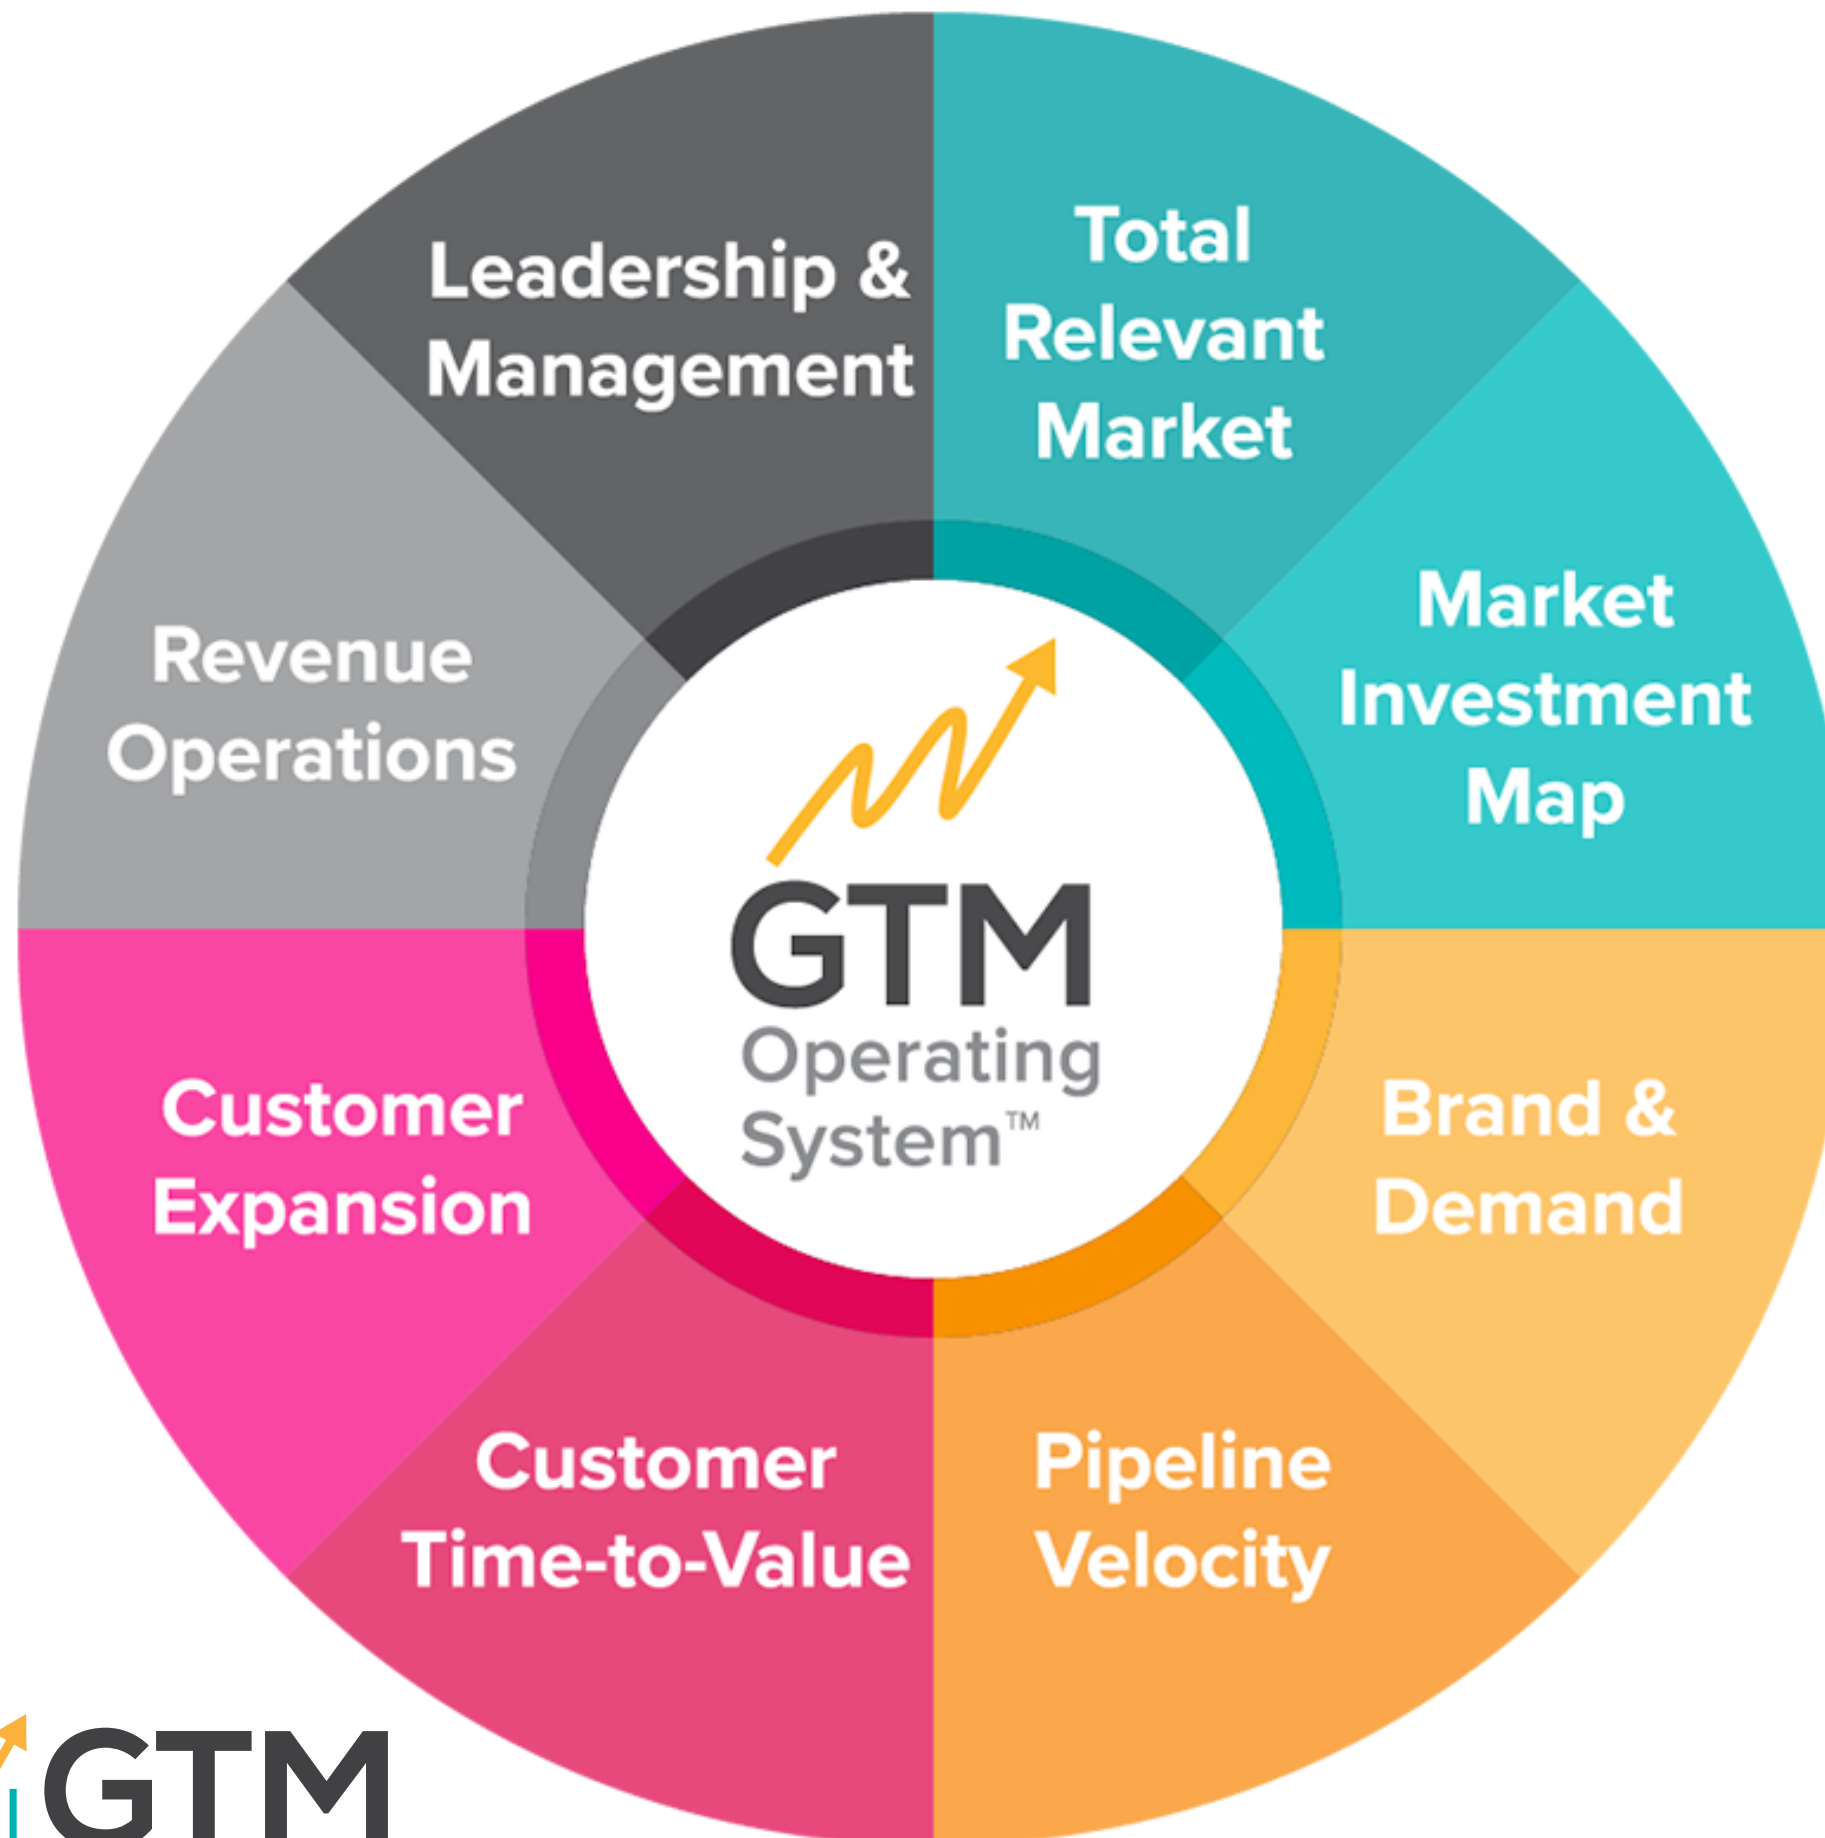 Leadership &
Management
Total
Relevant
Market
Market
Investment
Map
Brand &
Demand
Pipeline
Velocity
Customer
Time-to-Value
Customer
Expansion
Revenue
Operations
GTM
Operating
System™
GTM